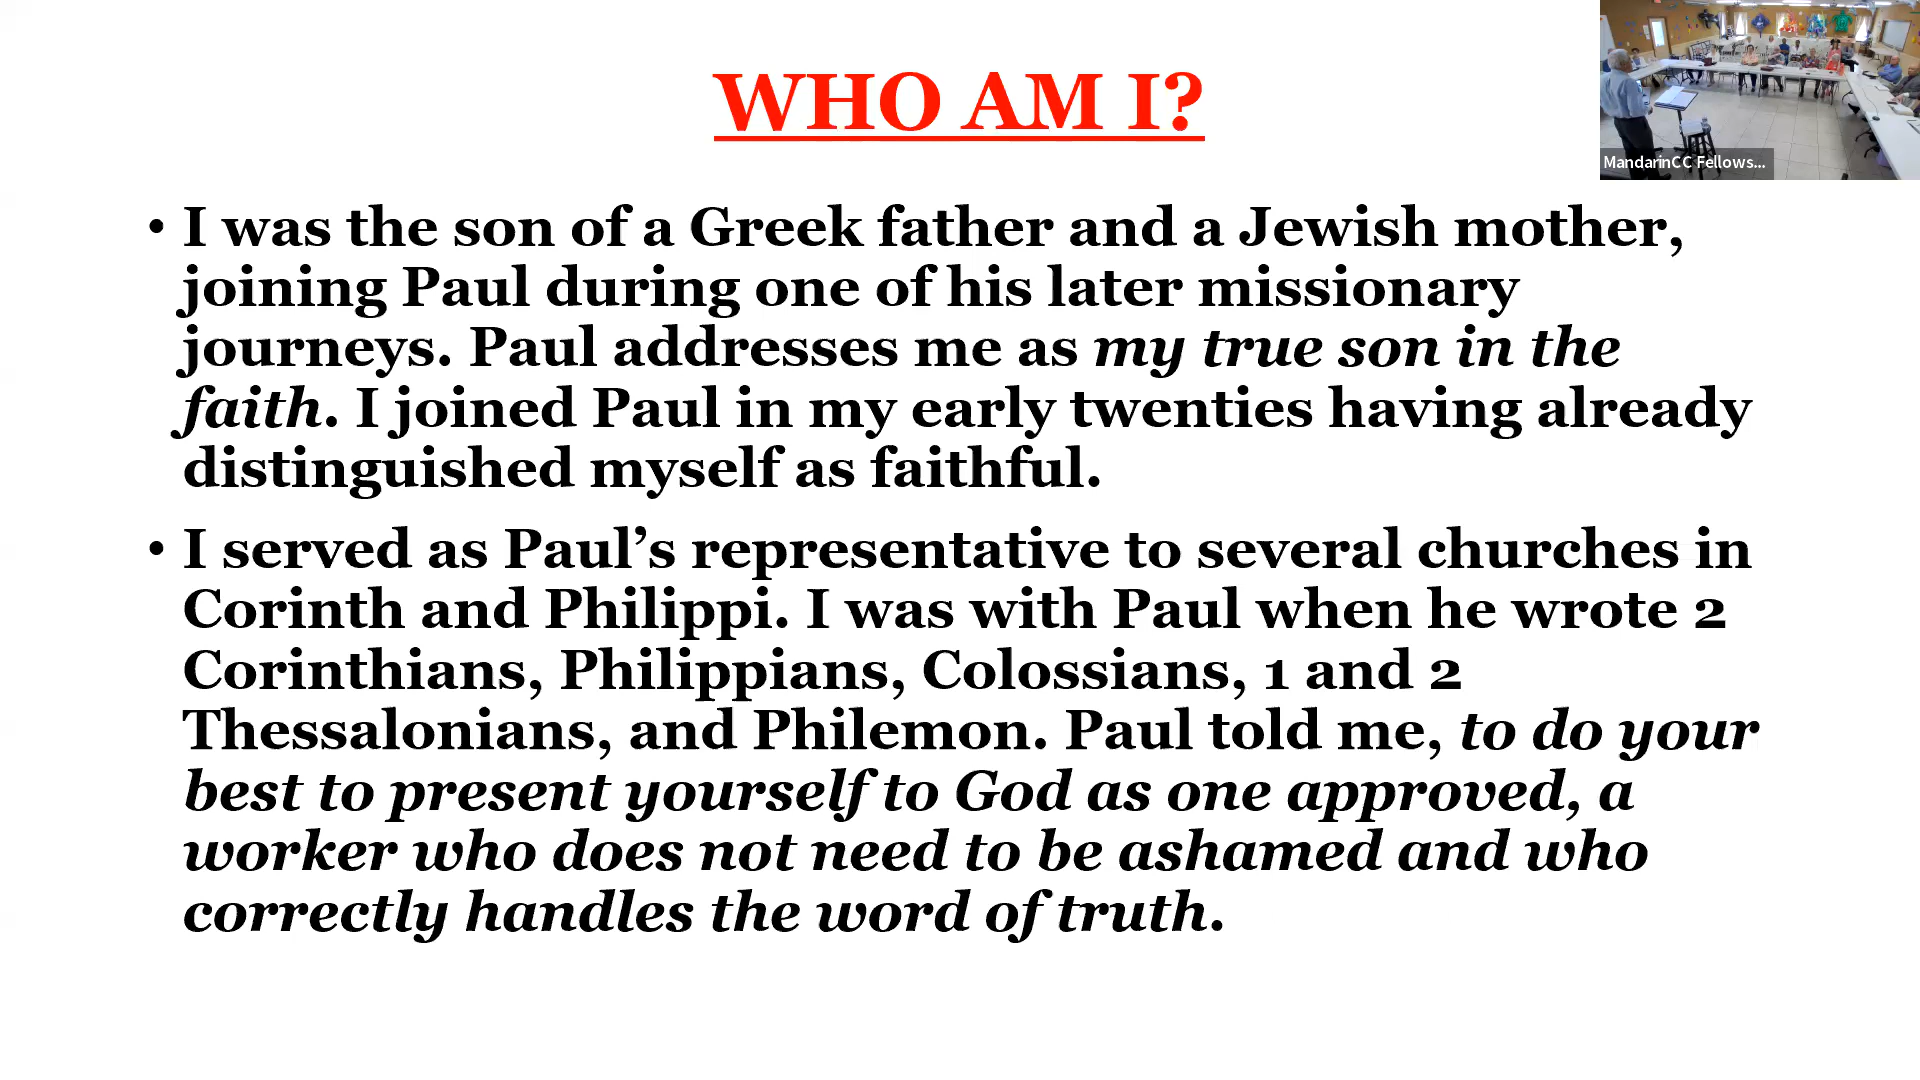 WHO AM I?
MandarinCC Fellows...
• I was the son of a Greek father and a Jewish mother,
joining Paul during one of his later missionary
journeys. Paul addresses me as my true son in the
faith. I joined Paul in my early twenties having already
distinguished myself as faithful.
• I served as Paul’s representative to several churches in
Corinth and Philippi. I was with Paul when he wrote 2
Corinthians, Philippians, Colossians, 1 and 2
Thessalonians, and Philemon. Paul told me, to do your
best to present yourself to God as one approved, a
worker who does not need to be ashamed and who
correctly handles the word of truth.